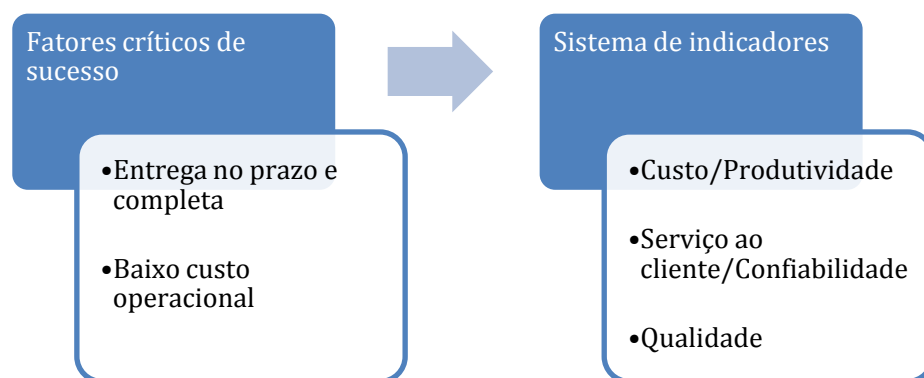 Fatores críticos de
sucesso
•Entrega no prazo e
completa
•Baixo custo
operacional
Sistema de indicadores
•Custo/Produtividade
•Serviço ao
cliente/Confiabilidade
•Qualidade